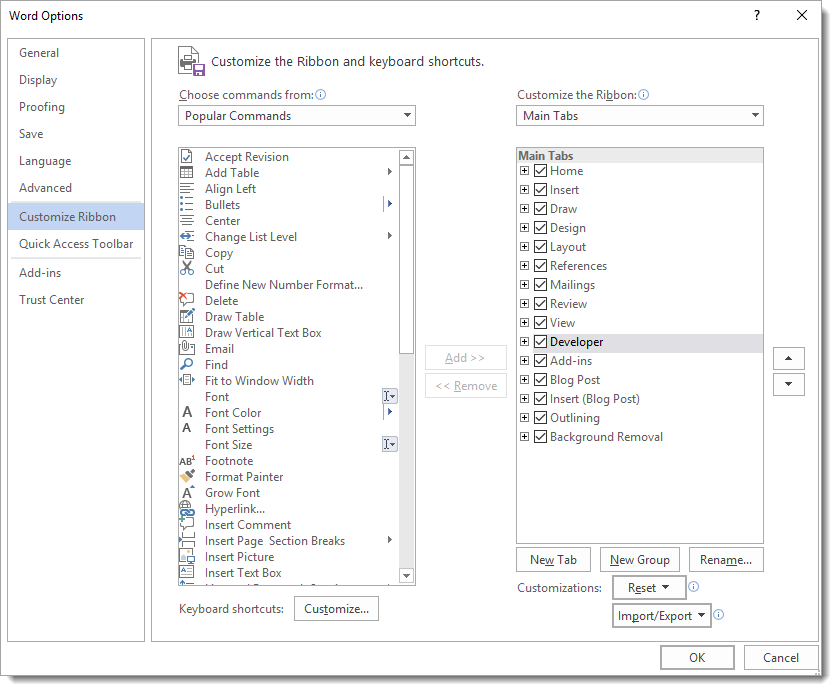 Word Options
?
General
Display
Proofing
Save
Language
Advanced
Customize Ribbon
Quick Access Toolbar
Add-ins
Trust Center
Customize the Ribbon and keyboard shortcuts.
Choose commands from:
Popular Commands
Accept Revision
Add Table
Align Left
Bullets
Center
Change List Level
Copy
Cut
Define New Number Format...
Delete
Draw Table
Draw Vertical Text Box
Email
Find
Fit to Window Width
Font
Font Color
Font Settings
Font Size
Footnote
Format Painter
Grow Font
Hyperlink...
Insert Comment
Insert Page  Section Breaks
Insert Picture
Insert Text Box
Keyboard shortcuts:
Customize...
Add >>
<< Remove
Customize the Ribbon:
Main Tabs
Main Tabs
Home
Insert
Draw
Design
Layout
References
Mailings
Review
View
Developer
Add-ins
Blog Post
Insert (Blog Post)
Outlining
Background Removal
New Tab
New Group
Rename...
Customizations:
Reset
Import/Export
OK
Cancel